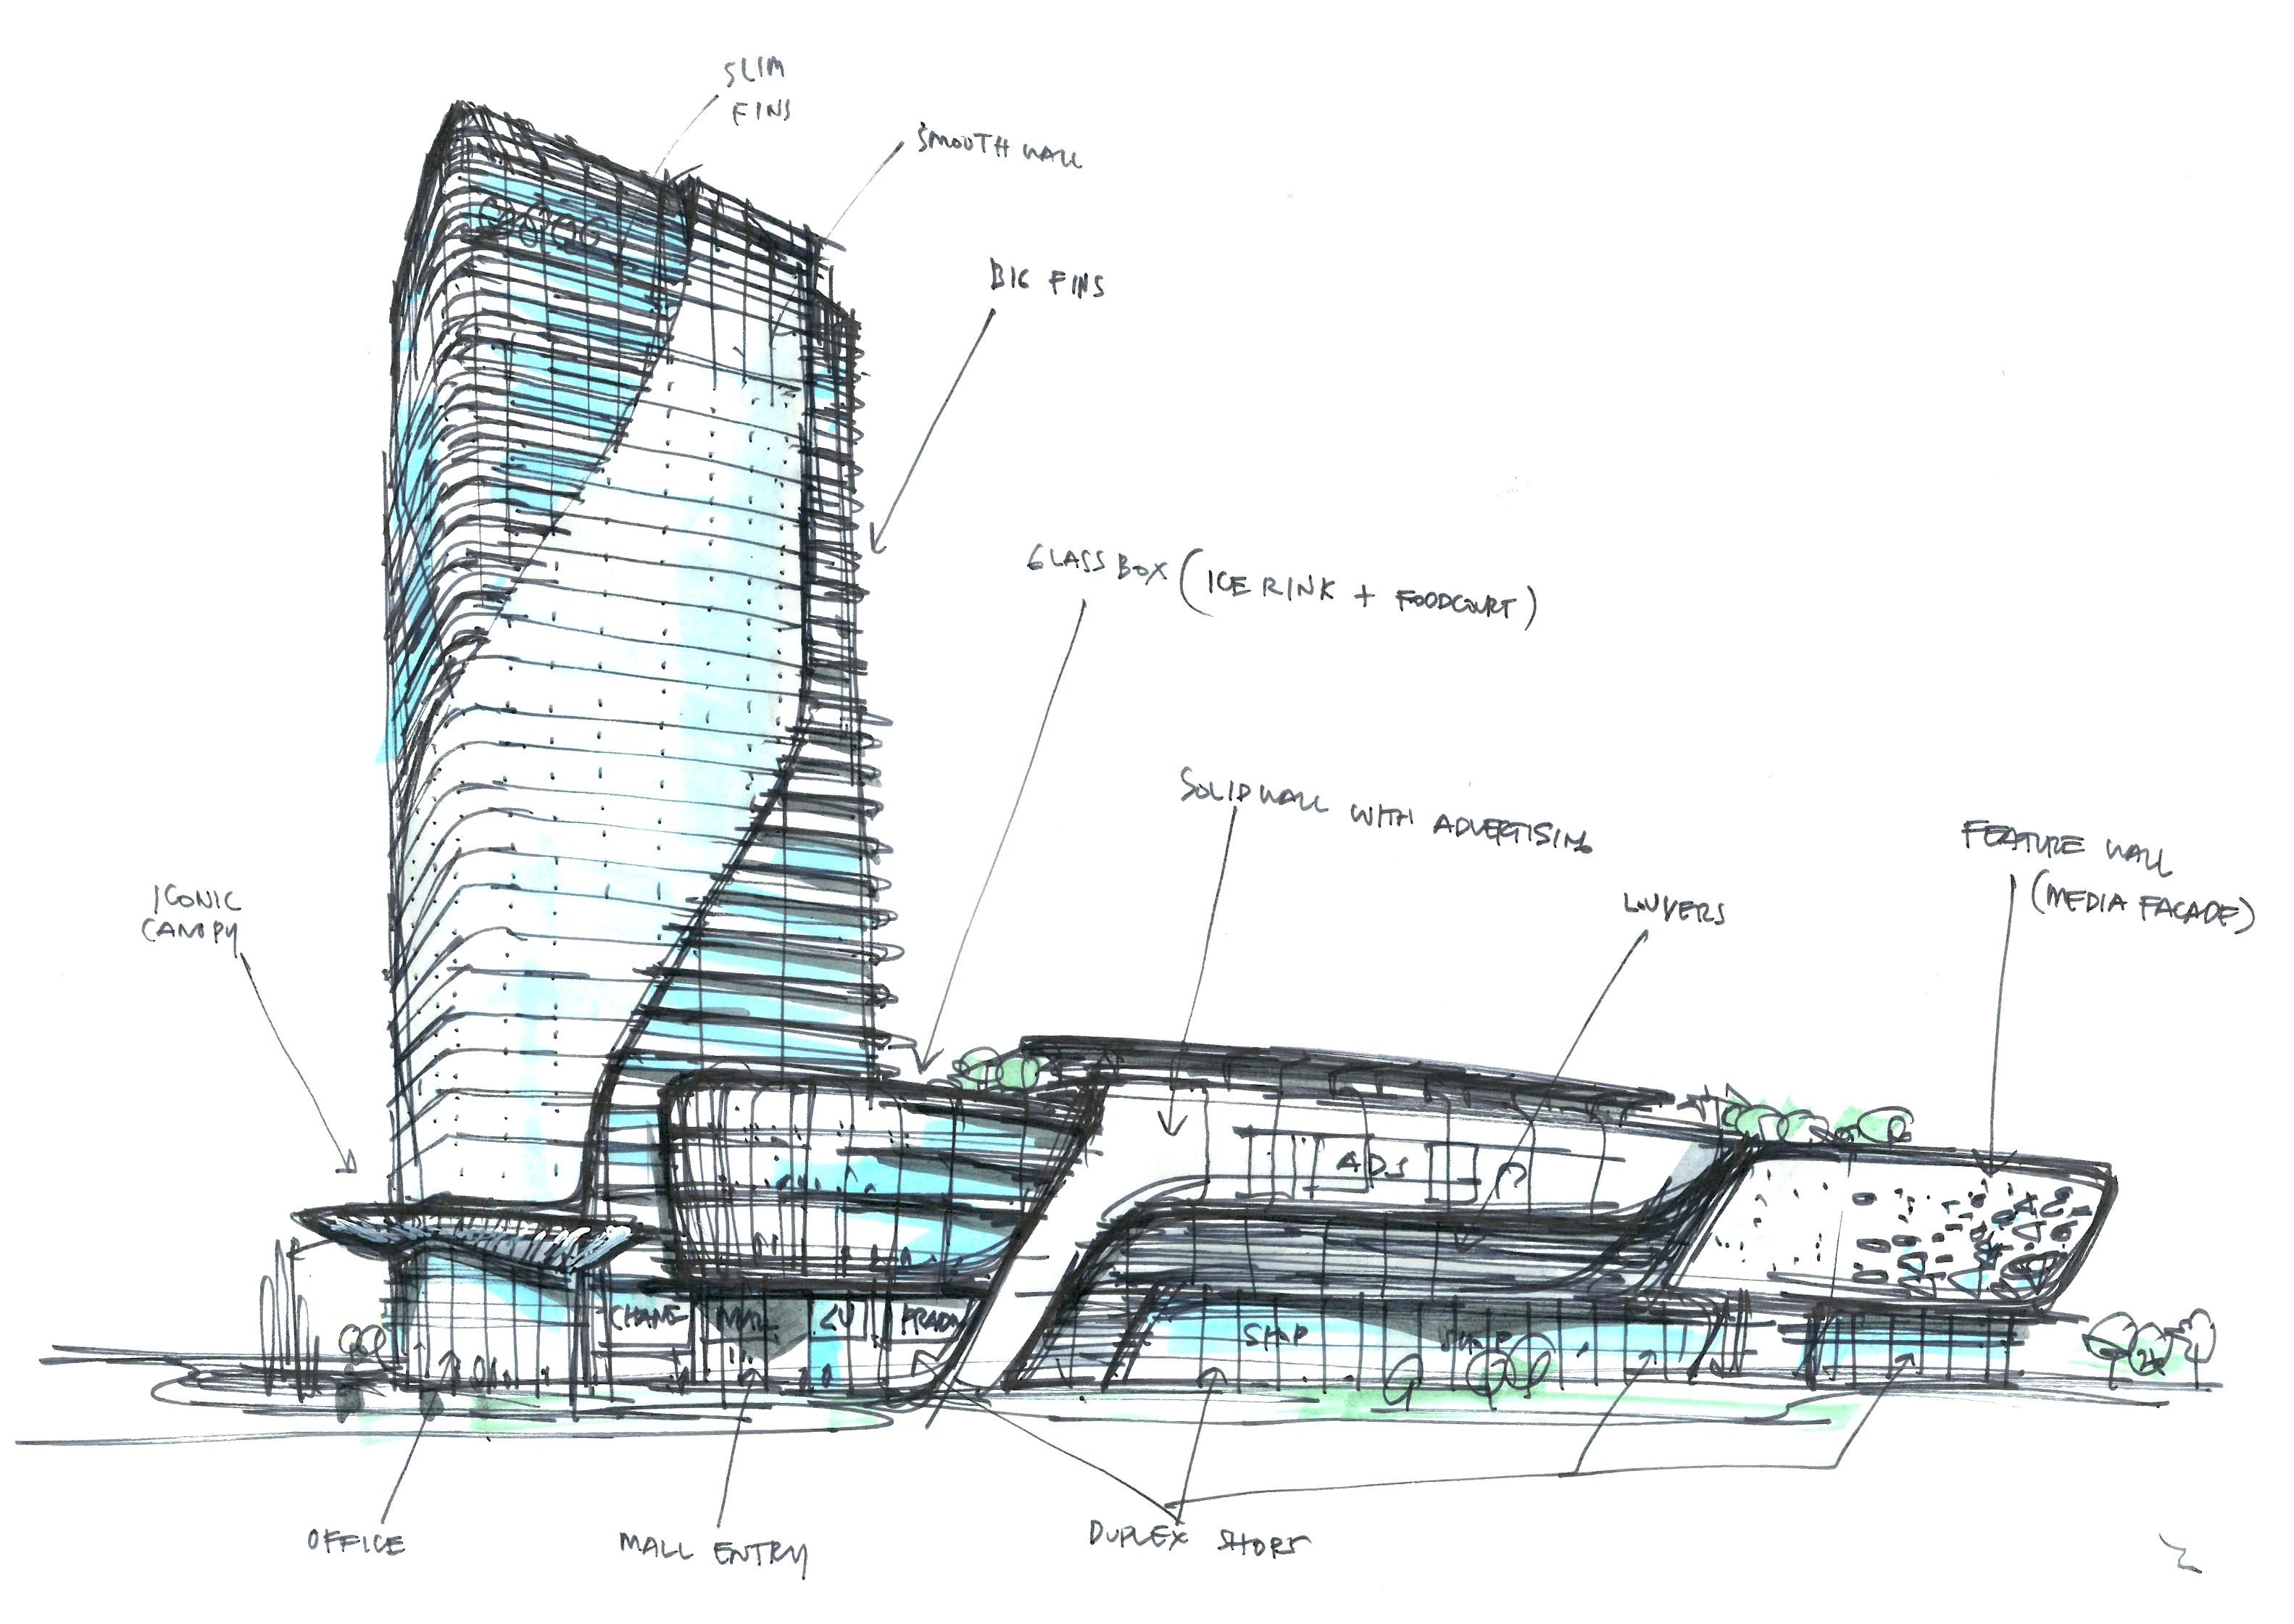 SLIM
FINS
SMOOTH WALL
BIG FINS
GLASS BOX (ICE RINK + FOODCOURT)
SOLID WALL WITH ADVERTISING
FEATURE WALL
(MEDIA FACADE)
LOUVERS
ICONIC
CANOPY
ADS
CHANE
MALL
LV
PRADA
SHOP
SHOP
OFFICE
MALL ENTRY
DUPLEX SHOPS